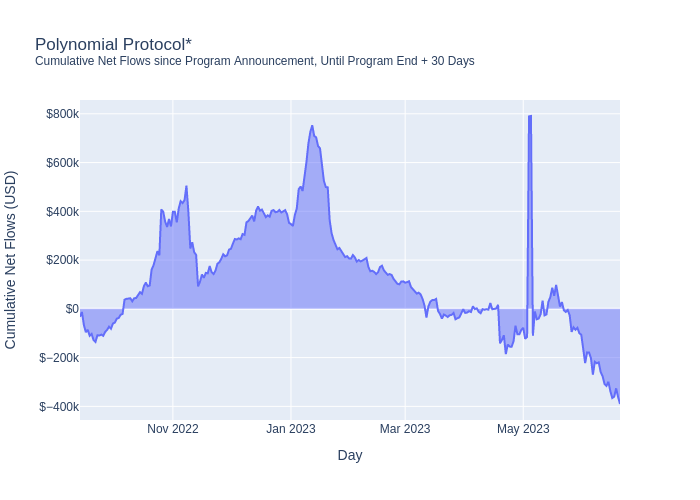 Polynomial Protocol*
Cumulative Net Flows since Program Announcement, Until Program End + 30 Days
Cumulative Net Flows (USD)
$800k
$600k
$400k
$200k
$0
$−200k
$−400k
Nov 2022
Jan 2023
Mar 2023
May 2023
Day